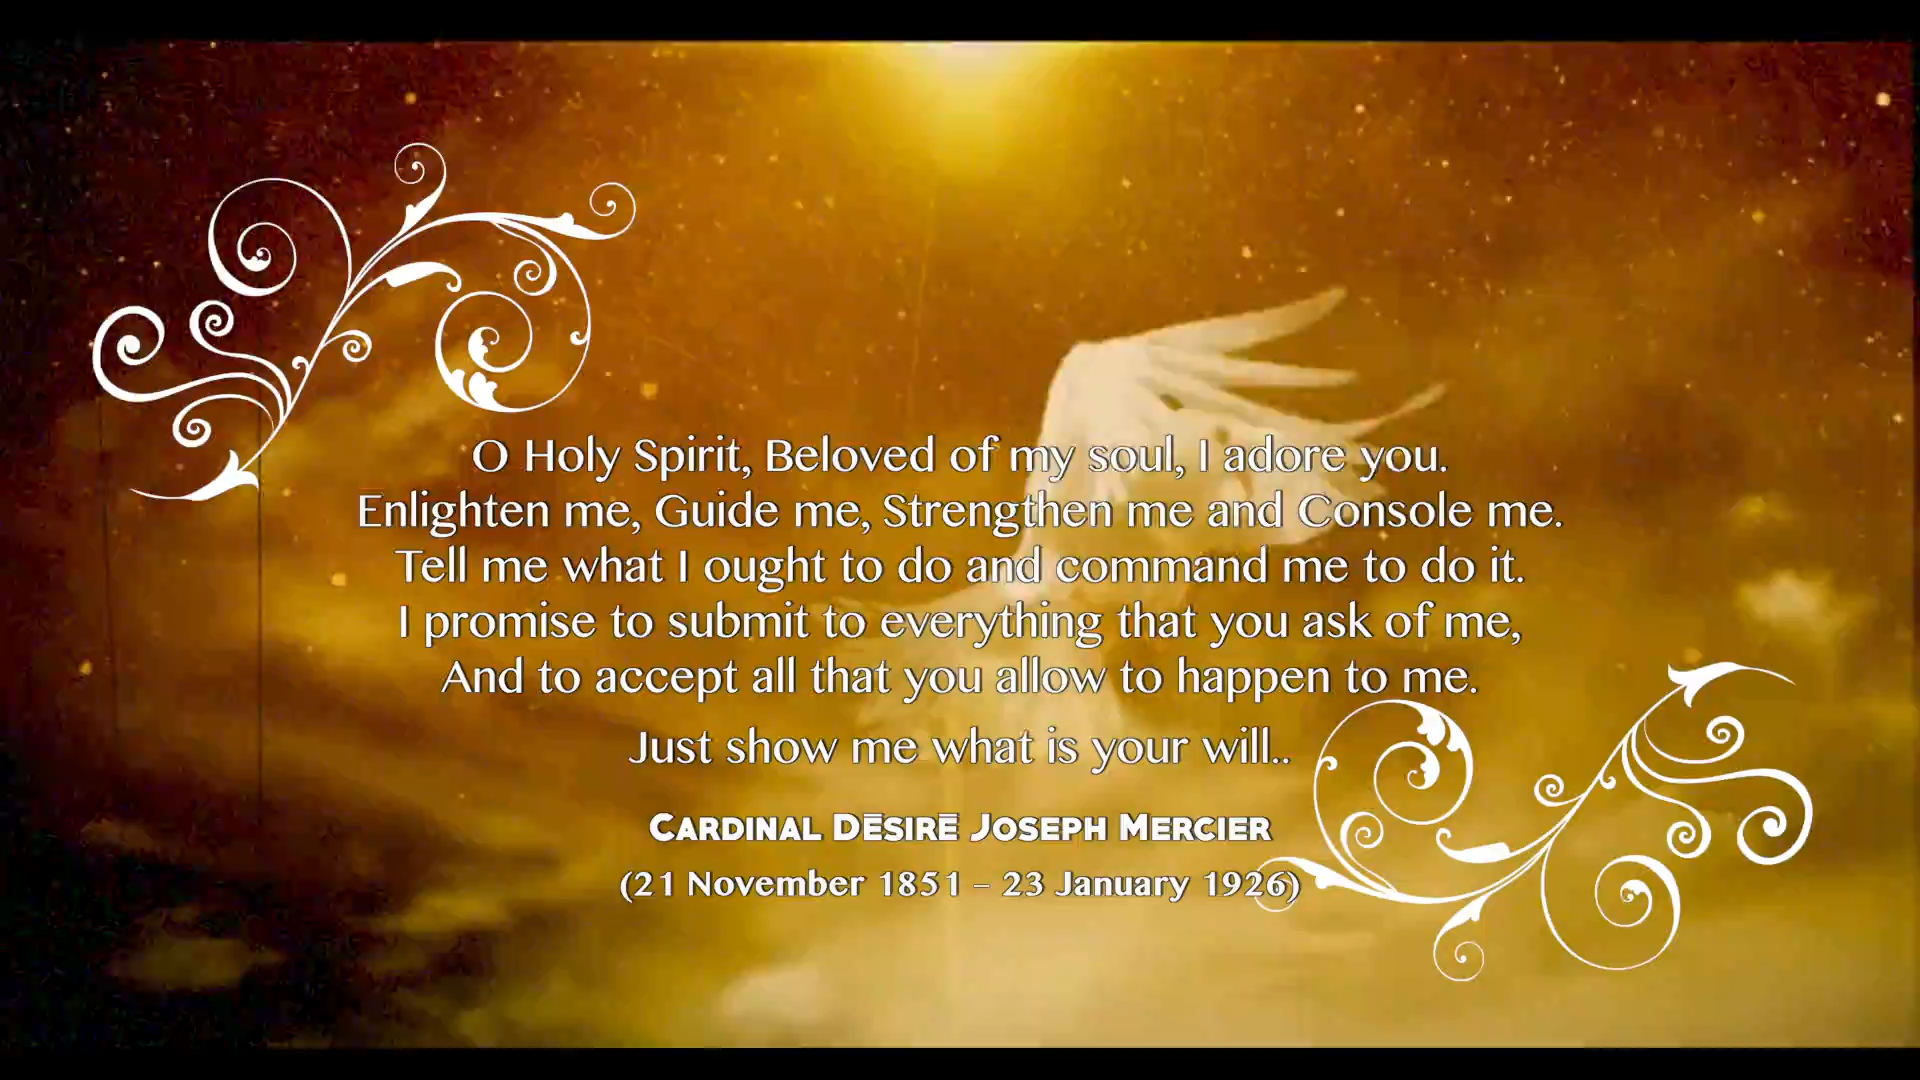 O Holy Spirit, Beloved of my soul, I adore you.
Enlighten me, Guide me, Strengthen me and Console me.
Tell me what I ought to do and command me to do it.
I promise to submit to everything that you ask of me,
And to accept all that you allow to happen to me.
Just show me what is your will..
Cardinal Dēsirē Joseph Mercier
(21 November 1851 – 23 January 1926)